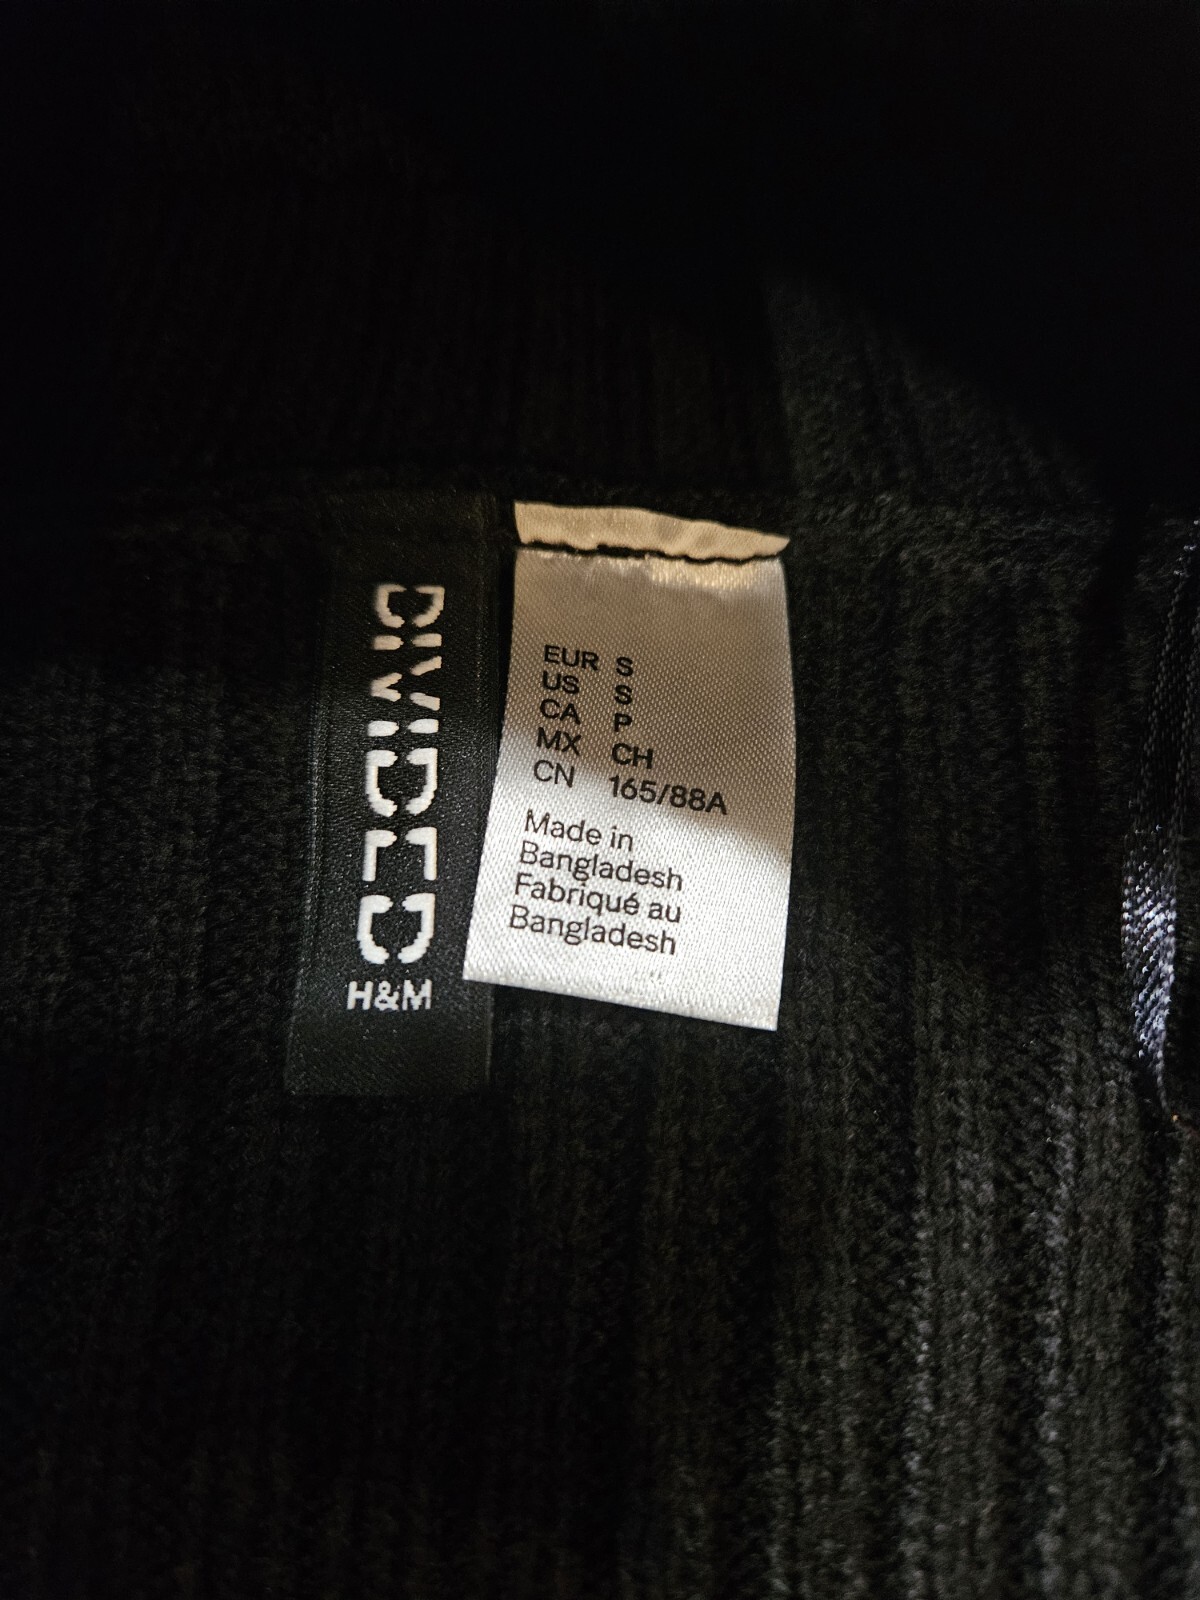 DIVIDED
H&M
EUR S
US S
CA P
MX CH
CN 165/88A
Made in
Bangladesh
Fabriqué au
Bangladesh